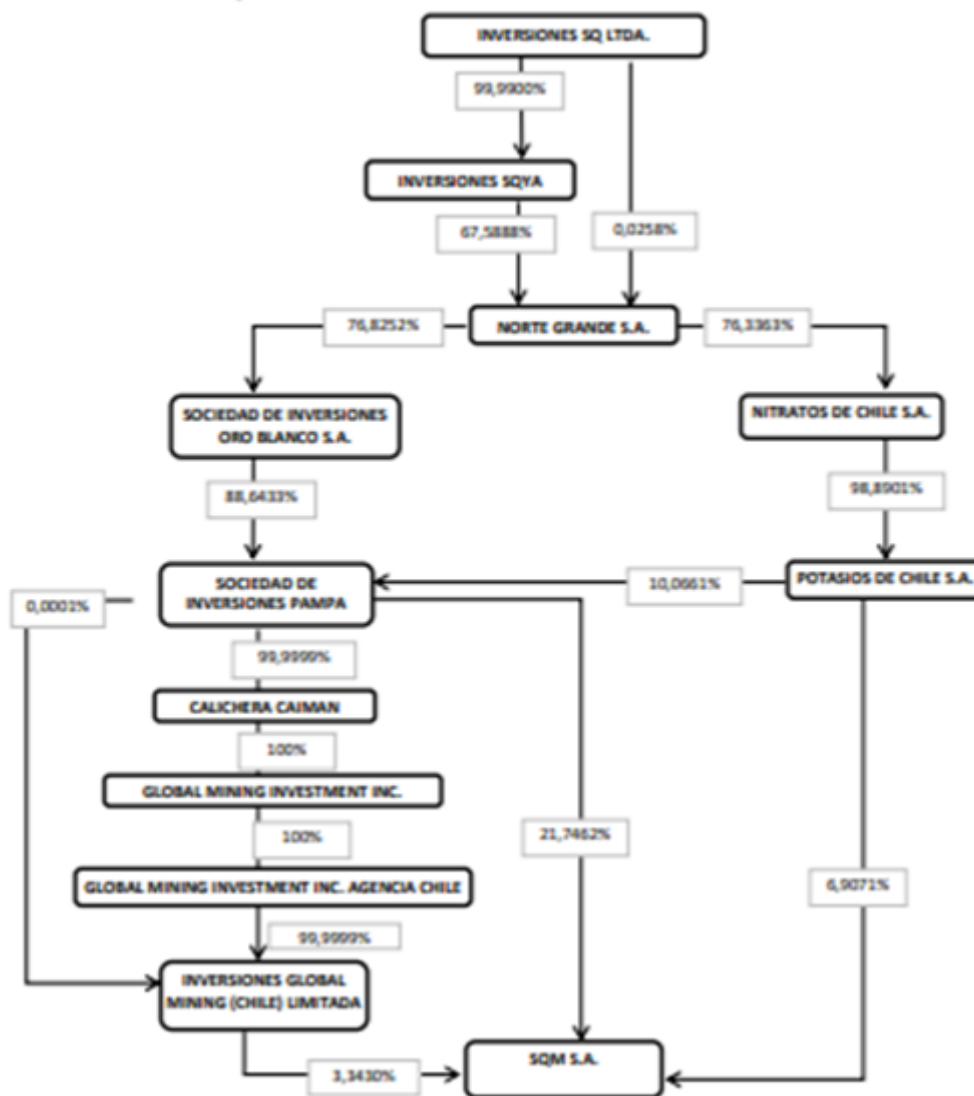 INVERSIONES SQ LTDA.
99,9900%
INVERSIONES SQYA
67,5888%
0,0258%
76,8252%
NORTE GRANDE S.A.
76,3363%
SOCIEDAD DE INVERSIONES
ORO BLANCO S.A.
NITRATOS DE CHILE S.A.
88,6433%
98,8901%
SOCIEDAD DE
INVERSIONES PAMPA
10,0661%
POTASIOS DE CHILE S.A.
0,0001%
99,9999%
CALICHERA CAIMAN
100%
GLOBAL MINING INVESTMENT INC.
100%
21,7462%
GLOBAL MINING INVESTMENT INC. AGENCIA CHILE
6,9071%
99,9999%
INVERSIONES GLOBAL
MINING (CHILE) LIMITADA
SQM S.A.
3,3430%